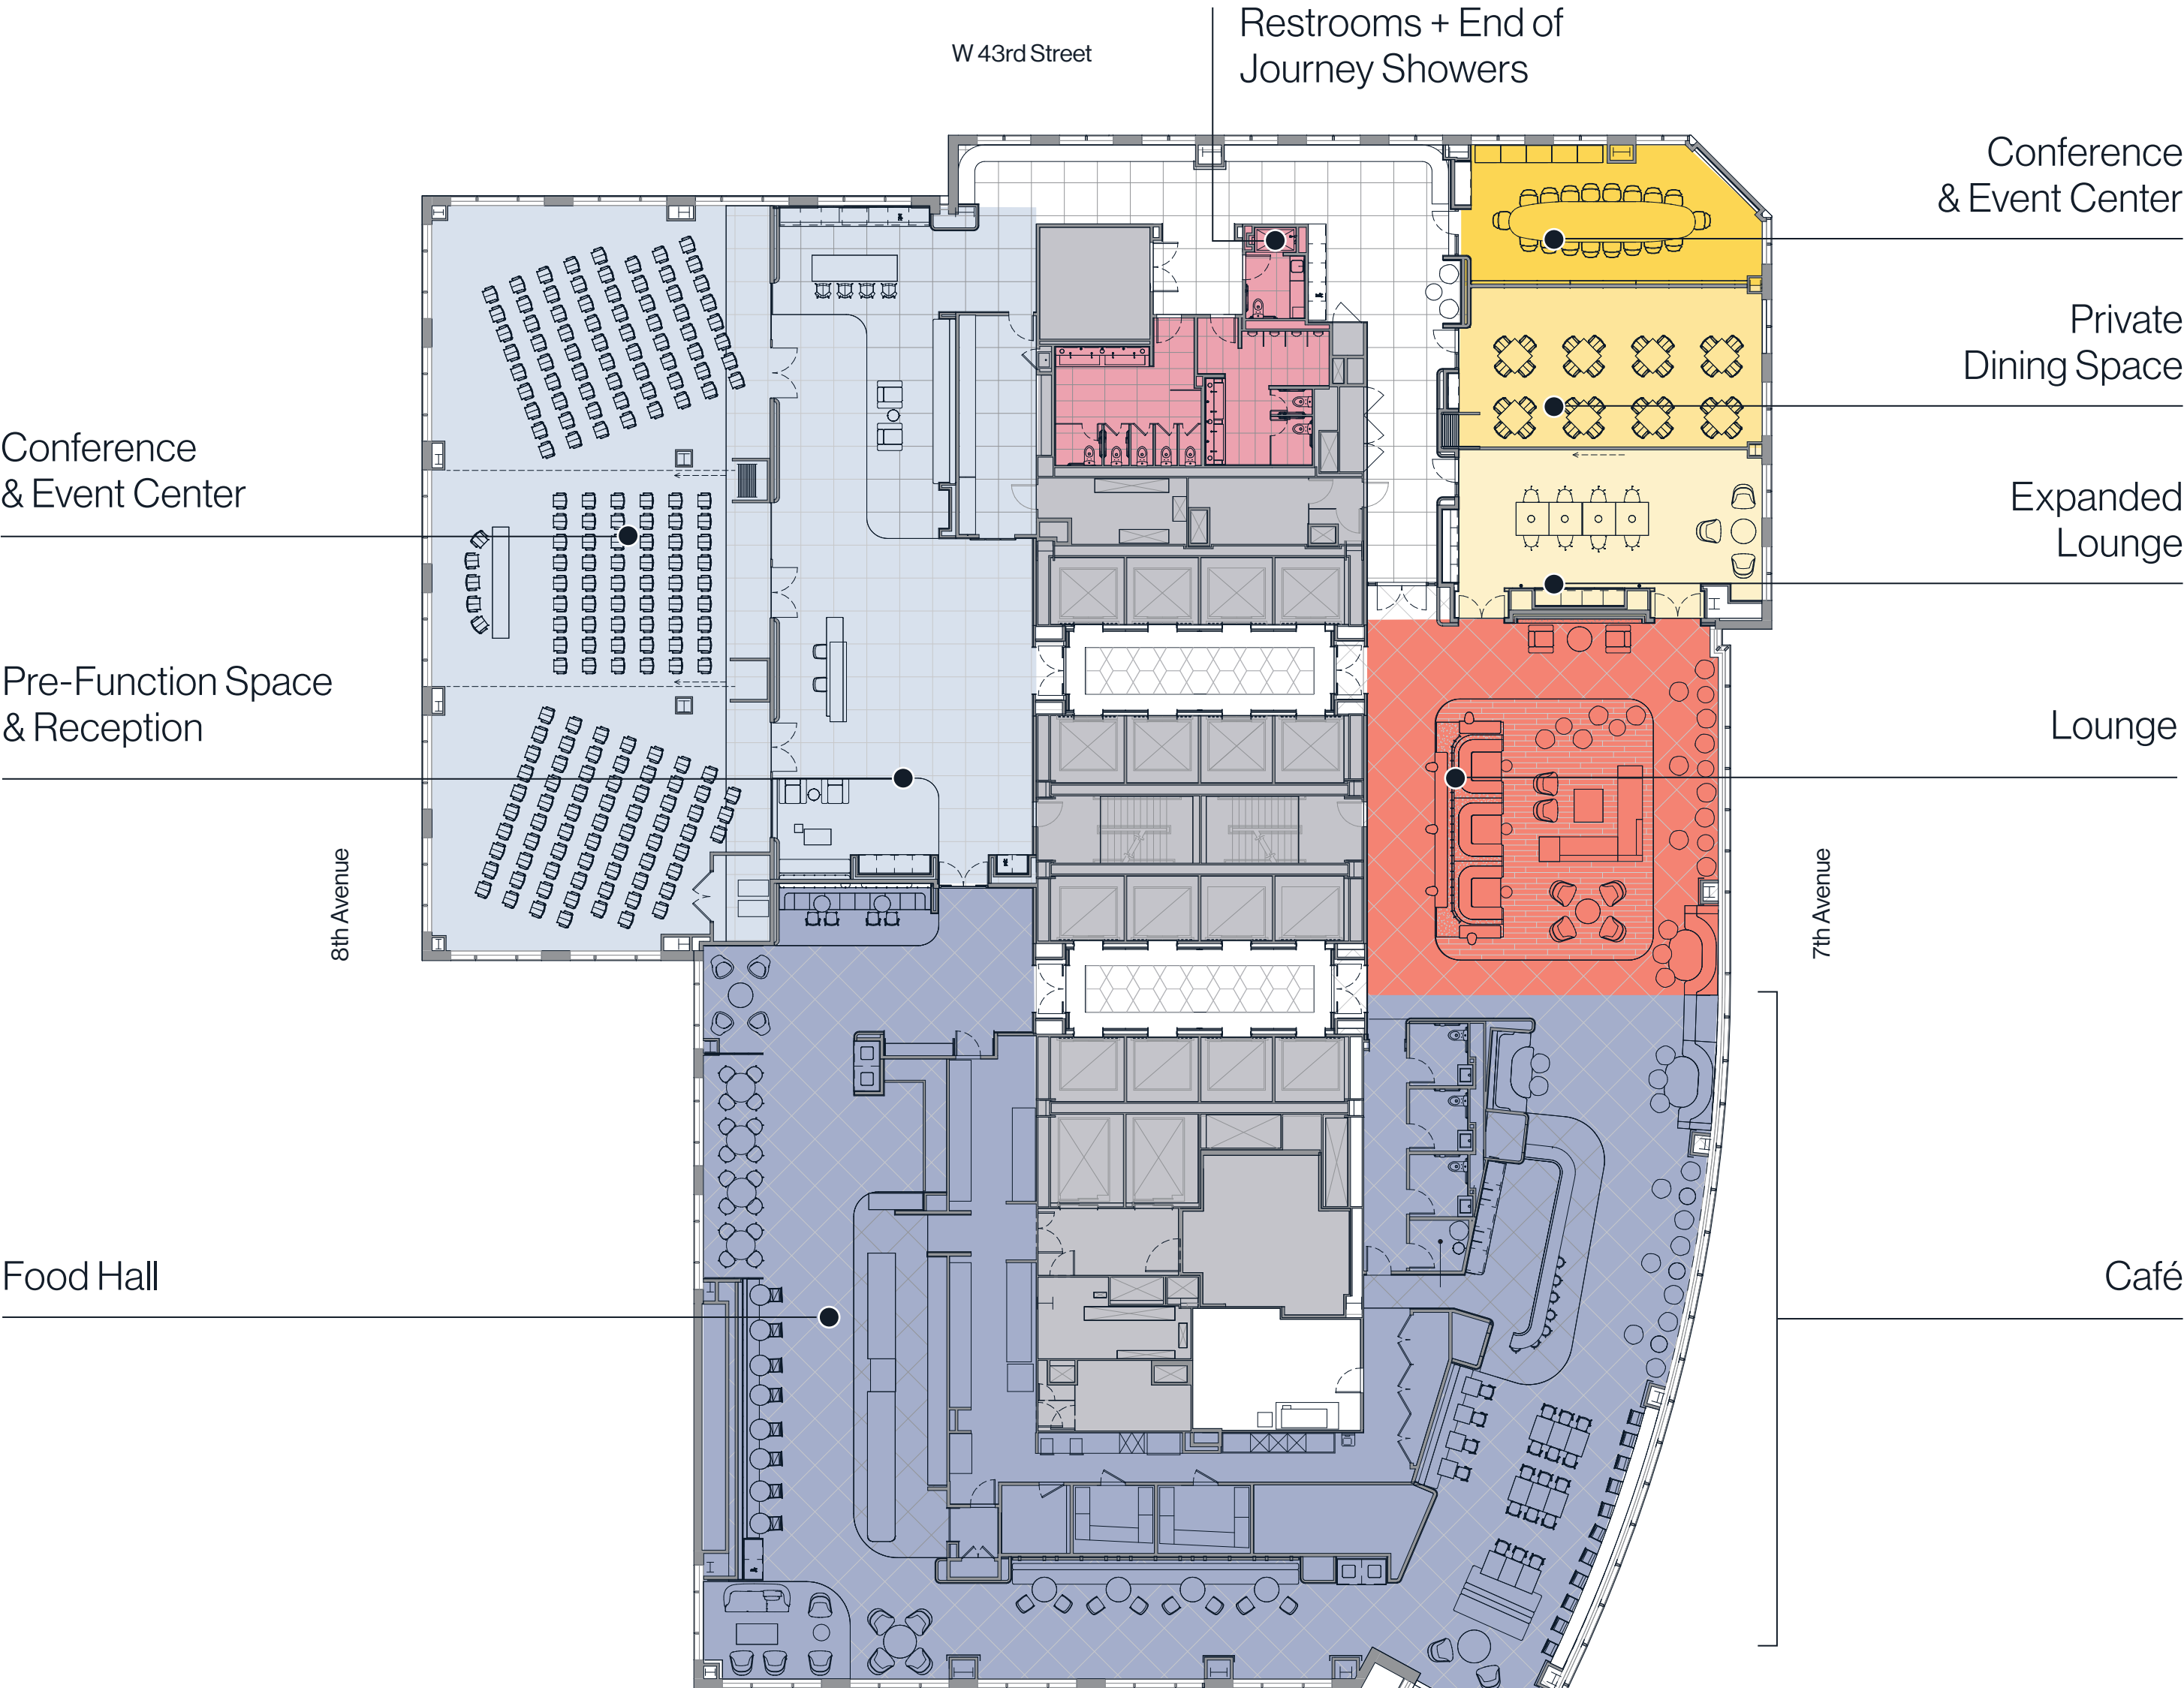 Restrooms + End of
Journey Showers
W 43rd Street
Conference
& Event Center
Private
Dining Space
Conference
& Event Center
Expanded
Lounge
Pre-Function Space
& Reception
Lounge
8th Avenue
7th Avenue
Food Hall
Café